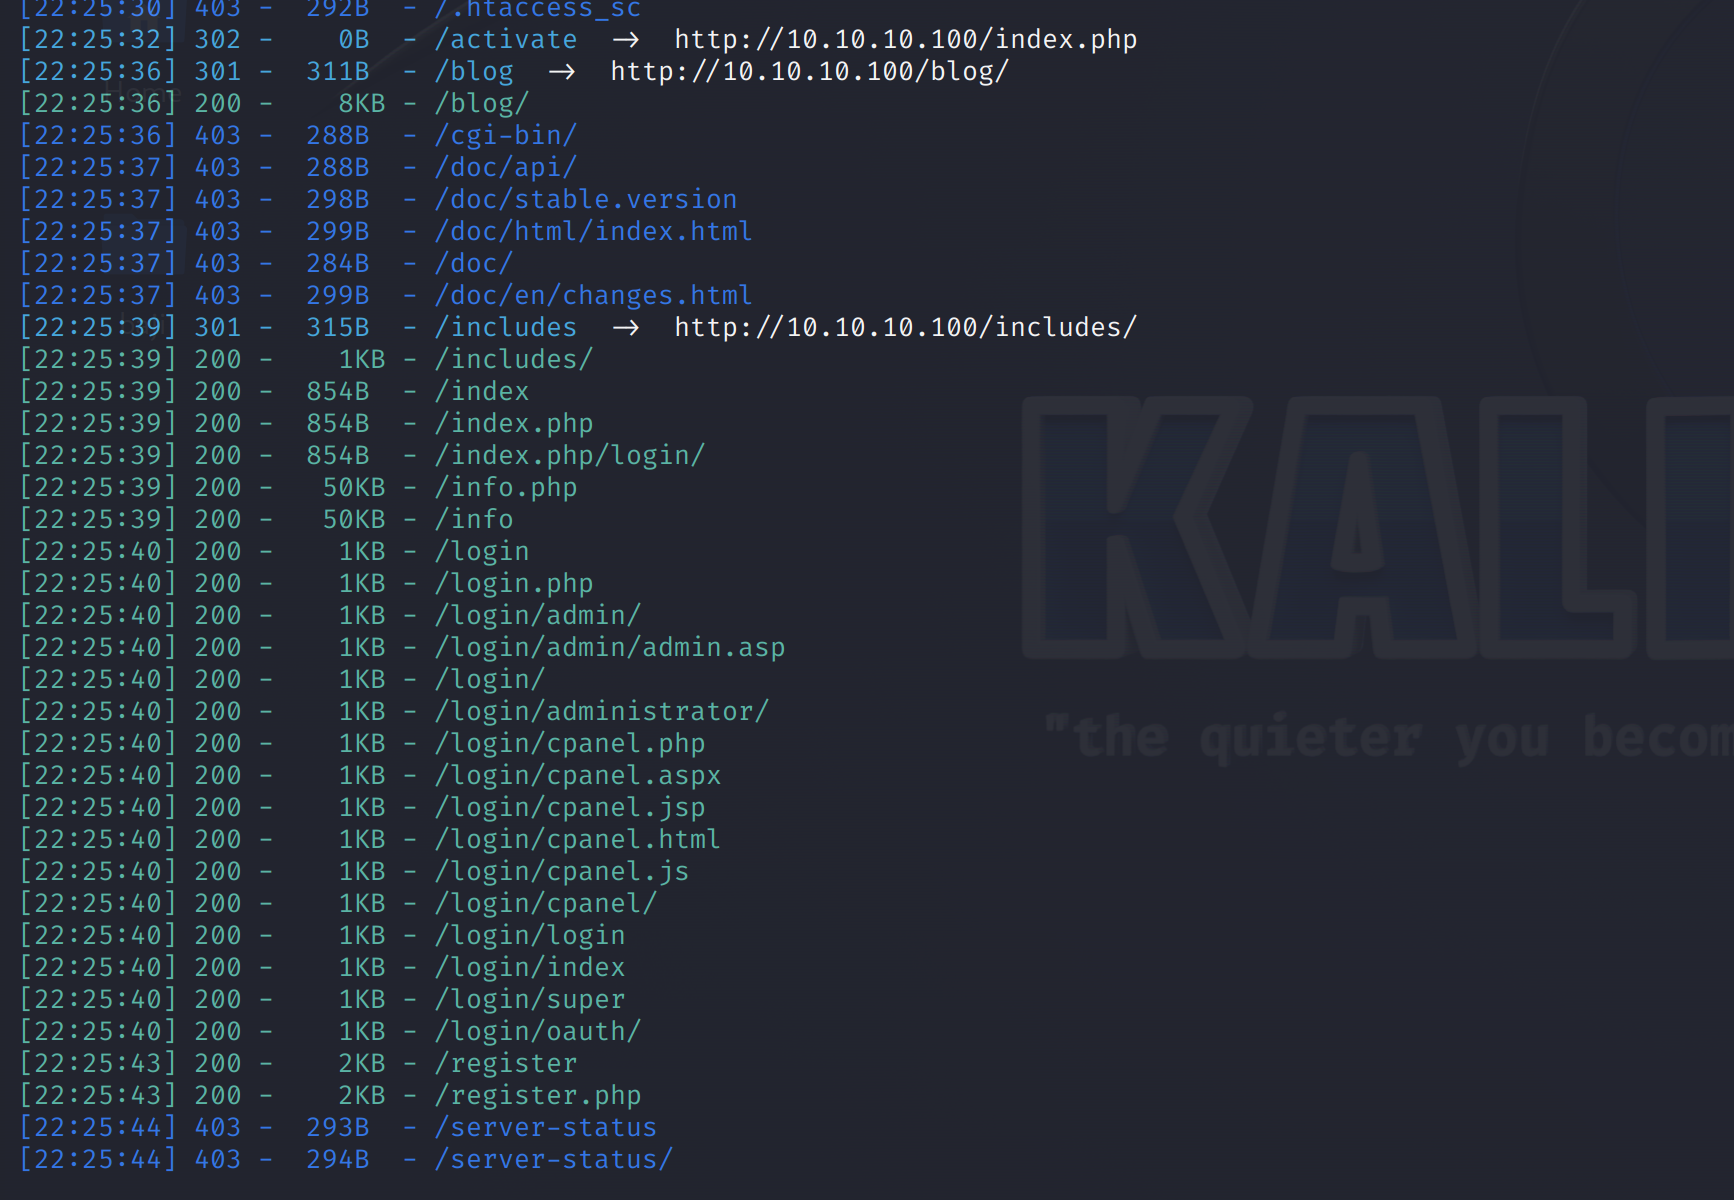 [22:25:30] 403 -  292B  - /.htaccess_sc
[22:25:32] 302 -    0B  - /activate  →  http://10.10.10.100/index.php
[22:25:36] 301 -  311B  - /blog  →  http://10.10.10.100/blog/
[22:25:36] 200 -    8KB - /blog/
[22:25:36] 403 -  288B  - /cgi-bin/
[22:25:37] 403 -  288B  - /doc/api/
[22:25:37] 403 -  298B  - /doc/stable.version
[22:25:37] 403 -  299B  - /doc/html/index.html
[22:25:37] 403 -  284B  - /doc/
[22:25:37] 403 -  299B  - /doc/en/changes.html
[22:25:39] 301 -  315B  - /includes  →  http://10.10.10.100/includes/
[22:25:39] 200 -    1KB - /includes/
[22:25:39] 200 -  854B  - /index
[22:25:39] 200 -  854B  - /index.php
[22:25:39] 200 -  854B  - /index.php/login/
[22:25:39] 200 -   50KB - /info.php
[22:25:39] 200 -   50KB - /info
[22:25:40] 200 -    1KB - /login
[22:25:40] 200 -    1KB - /login.php
[22:25:40] 200 -    1KB - /login/admin/
[22:25:40] 200 -    1KB - /login/admin/admin.asp
[22:25:40] 200 -    1KB - /login/
[22:25:40] 200 -    1KB - /login/administrator/
[22:25:40] 200 -    1KB - /login/cpanel.php
[22:25:40] 200 -    1KB - /login/cpanel.aspx
[22:25:40] 200 -    1KB - /login/cpanel.jsp
[22:25:40] 200 -    1KB - /login/cpanel.html
[22:25:40] 200 -    1KB - /login/cpanel.js
[22:25:40] 200 -    1KB - /login/cpanel/
[22:25:40] 200 -    1KB - /login/login
[22:25:40] 200 -    1KB - /login/index
[22:25:40] 200 -    1KB - /login/super
[22:25:40] 200 -    1KB - /login/oauth/
[22:25:43] 200 -    2KB - /register
[22:25:43] 200 -    2KB - /register.php
[22:25:44] 403 -  293B  - /server-status
[22:25:44] 403 -  294B  - /server-status/
Home
KALI
"the quieter you becom